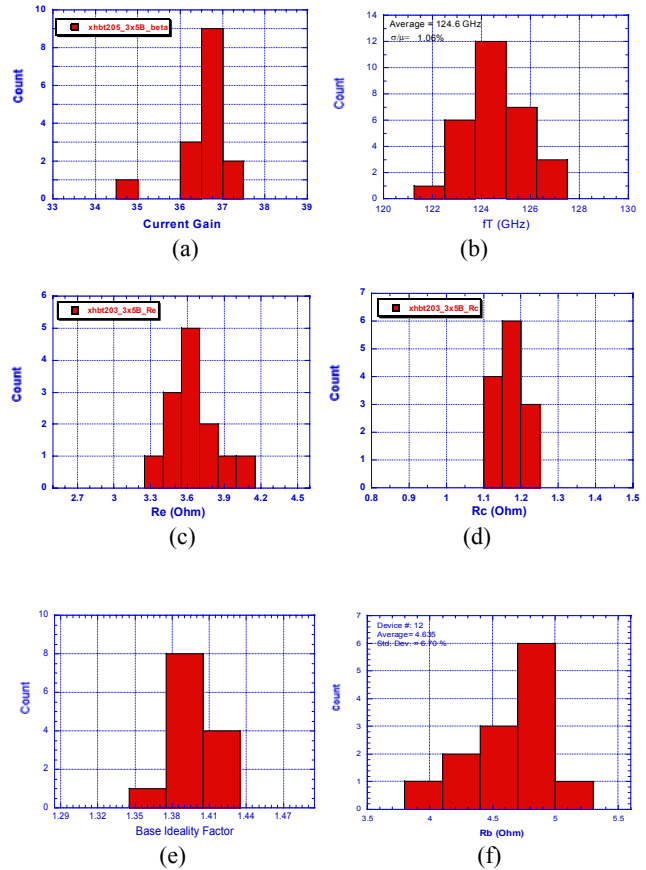 xhbt205_3x5B_beta
10
8
6
4
2
0
Count
33 34 35 36 37 38 39
Current Gain
(a)
Average = 124.6 GHz
σ/μ= 1.06%
14
12
10
8
6
4
2
0
Count
120 122 124 126 128 130
fT (GHz)
(b)
xhbt203_3x5B_Re
6
5
4
3
2
1
0
Count
2.7 3 3.3 3.6 3.9 4.2 4.5
Re (Ohm)
(c)
xhbt203_3x5B_Rc
7
6
5
4
3
2
1
0
Count
0.8 0.9 1 1.1 1.2 1.3 1.4 1.5
Rc (Ohm)
(d)
10
8
6
4
2
0
Count
1.29 1.32 1.35 1.38 1.41 1.44 1.47
Base Ideality Factor
(e)
Device #: 12
Average= 4.635
Std. Dev. = 6.70 %
7
6
5
4
3
2
1
0
Count
3.5 4 4.5 5 5.5
Rb (Ohm)
(f)